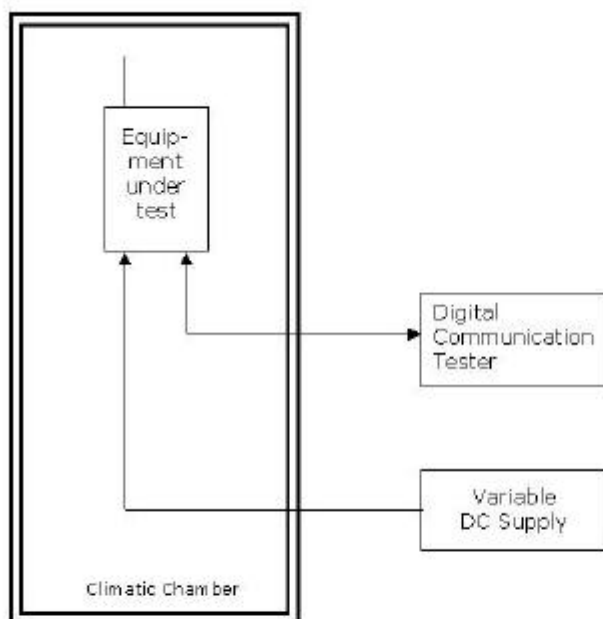 Equip-
ment
under
test
Digital
Communication
Tester
Variable
DC Supply
Climatic Chamber